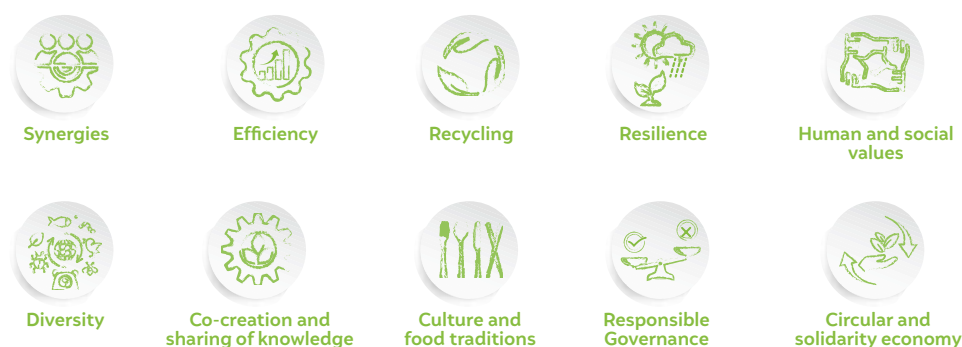 Synergies
Efficiency
Recycling
Resilience
Human and social
values
Diversity
Co-creation and
sharing of knowledge
Culture and
food traditions
Responsible
Governance
Circular and
solidarity economy